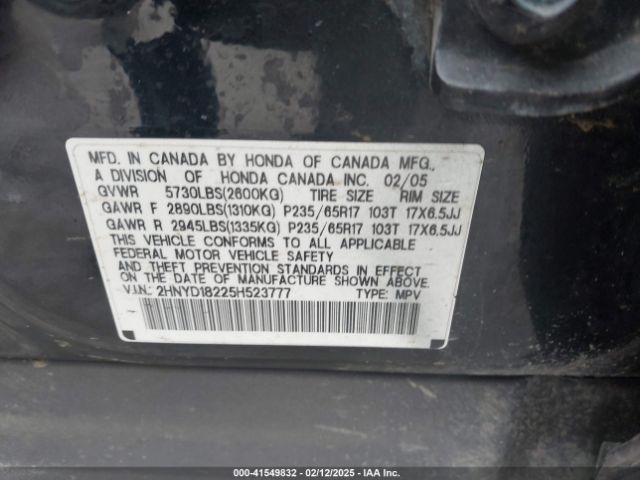 MFD. IN CANADA BY HONDA OF CANADA MFG.,
A DIVISION OF HONDA CANADA INC. 02/05
GVWR 5730LBS(2600KG) TIRE SIZE RIM SIZE
GAWR F 2890LBS(1310KG) P235/65R17 103T 17X6.5JJ
GAWR R 2945LBS(1335KG) P235/65R17 103T 17X6.5JJ
THIS VEHICLE CONFORMS TO ALL APPLICABLE
FEDERAL MOTOR VEHICLE SAFETY
AND THEFT PREVENTION STANDARDS IN EFFECT
ON THE DATE OF MANUFACTURE SHOWN ABOVE.
V.I.N.: 2HNYD18225H523777 TYPE: MPV
000-41549832 - 02/12/2025 - IAA Inc.